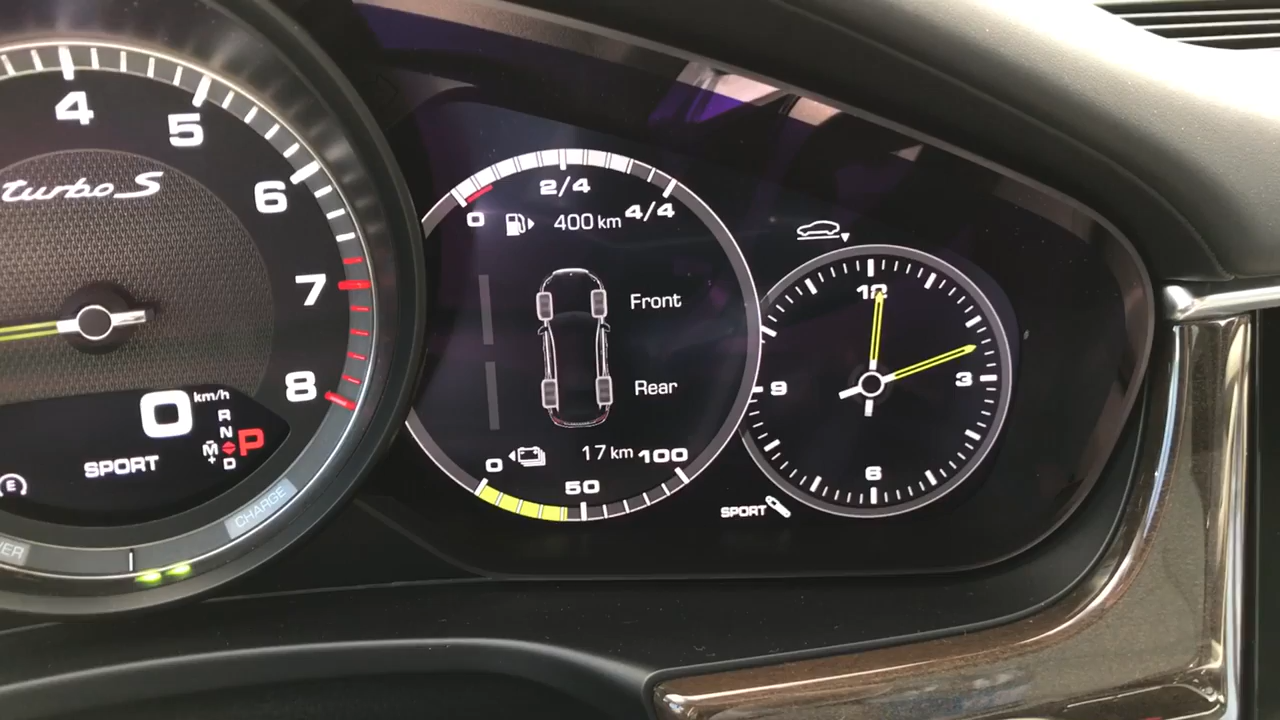 4
5
6
7
8
turbo S
0 km/h
R
N
M
+
D
P
SPORT
E
CHARGE
0
2/4
4/4
400 km
Front
Rear
17 km
0
50
100
12
3
6
9
SPORT